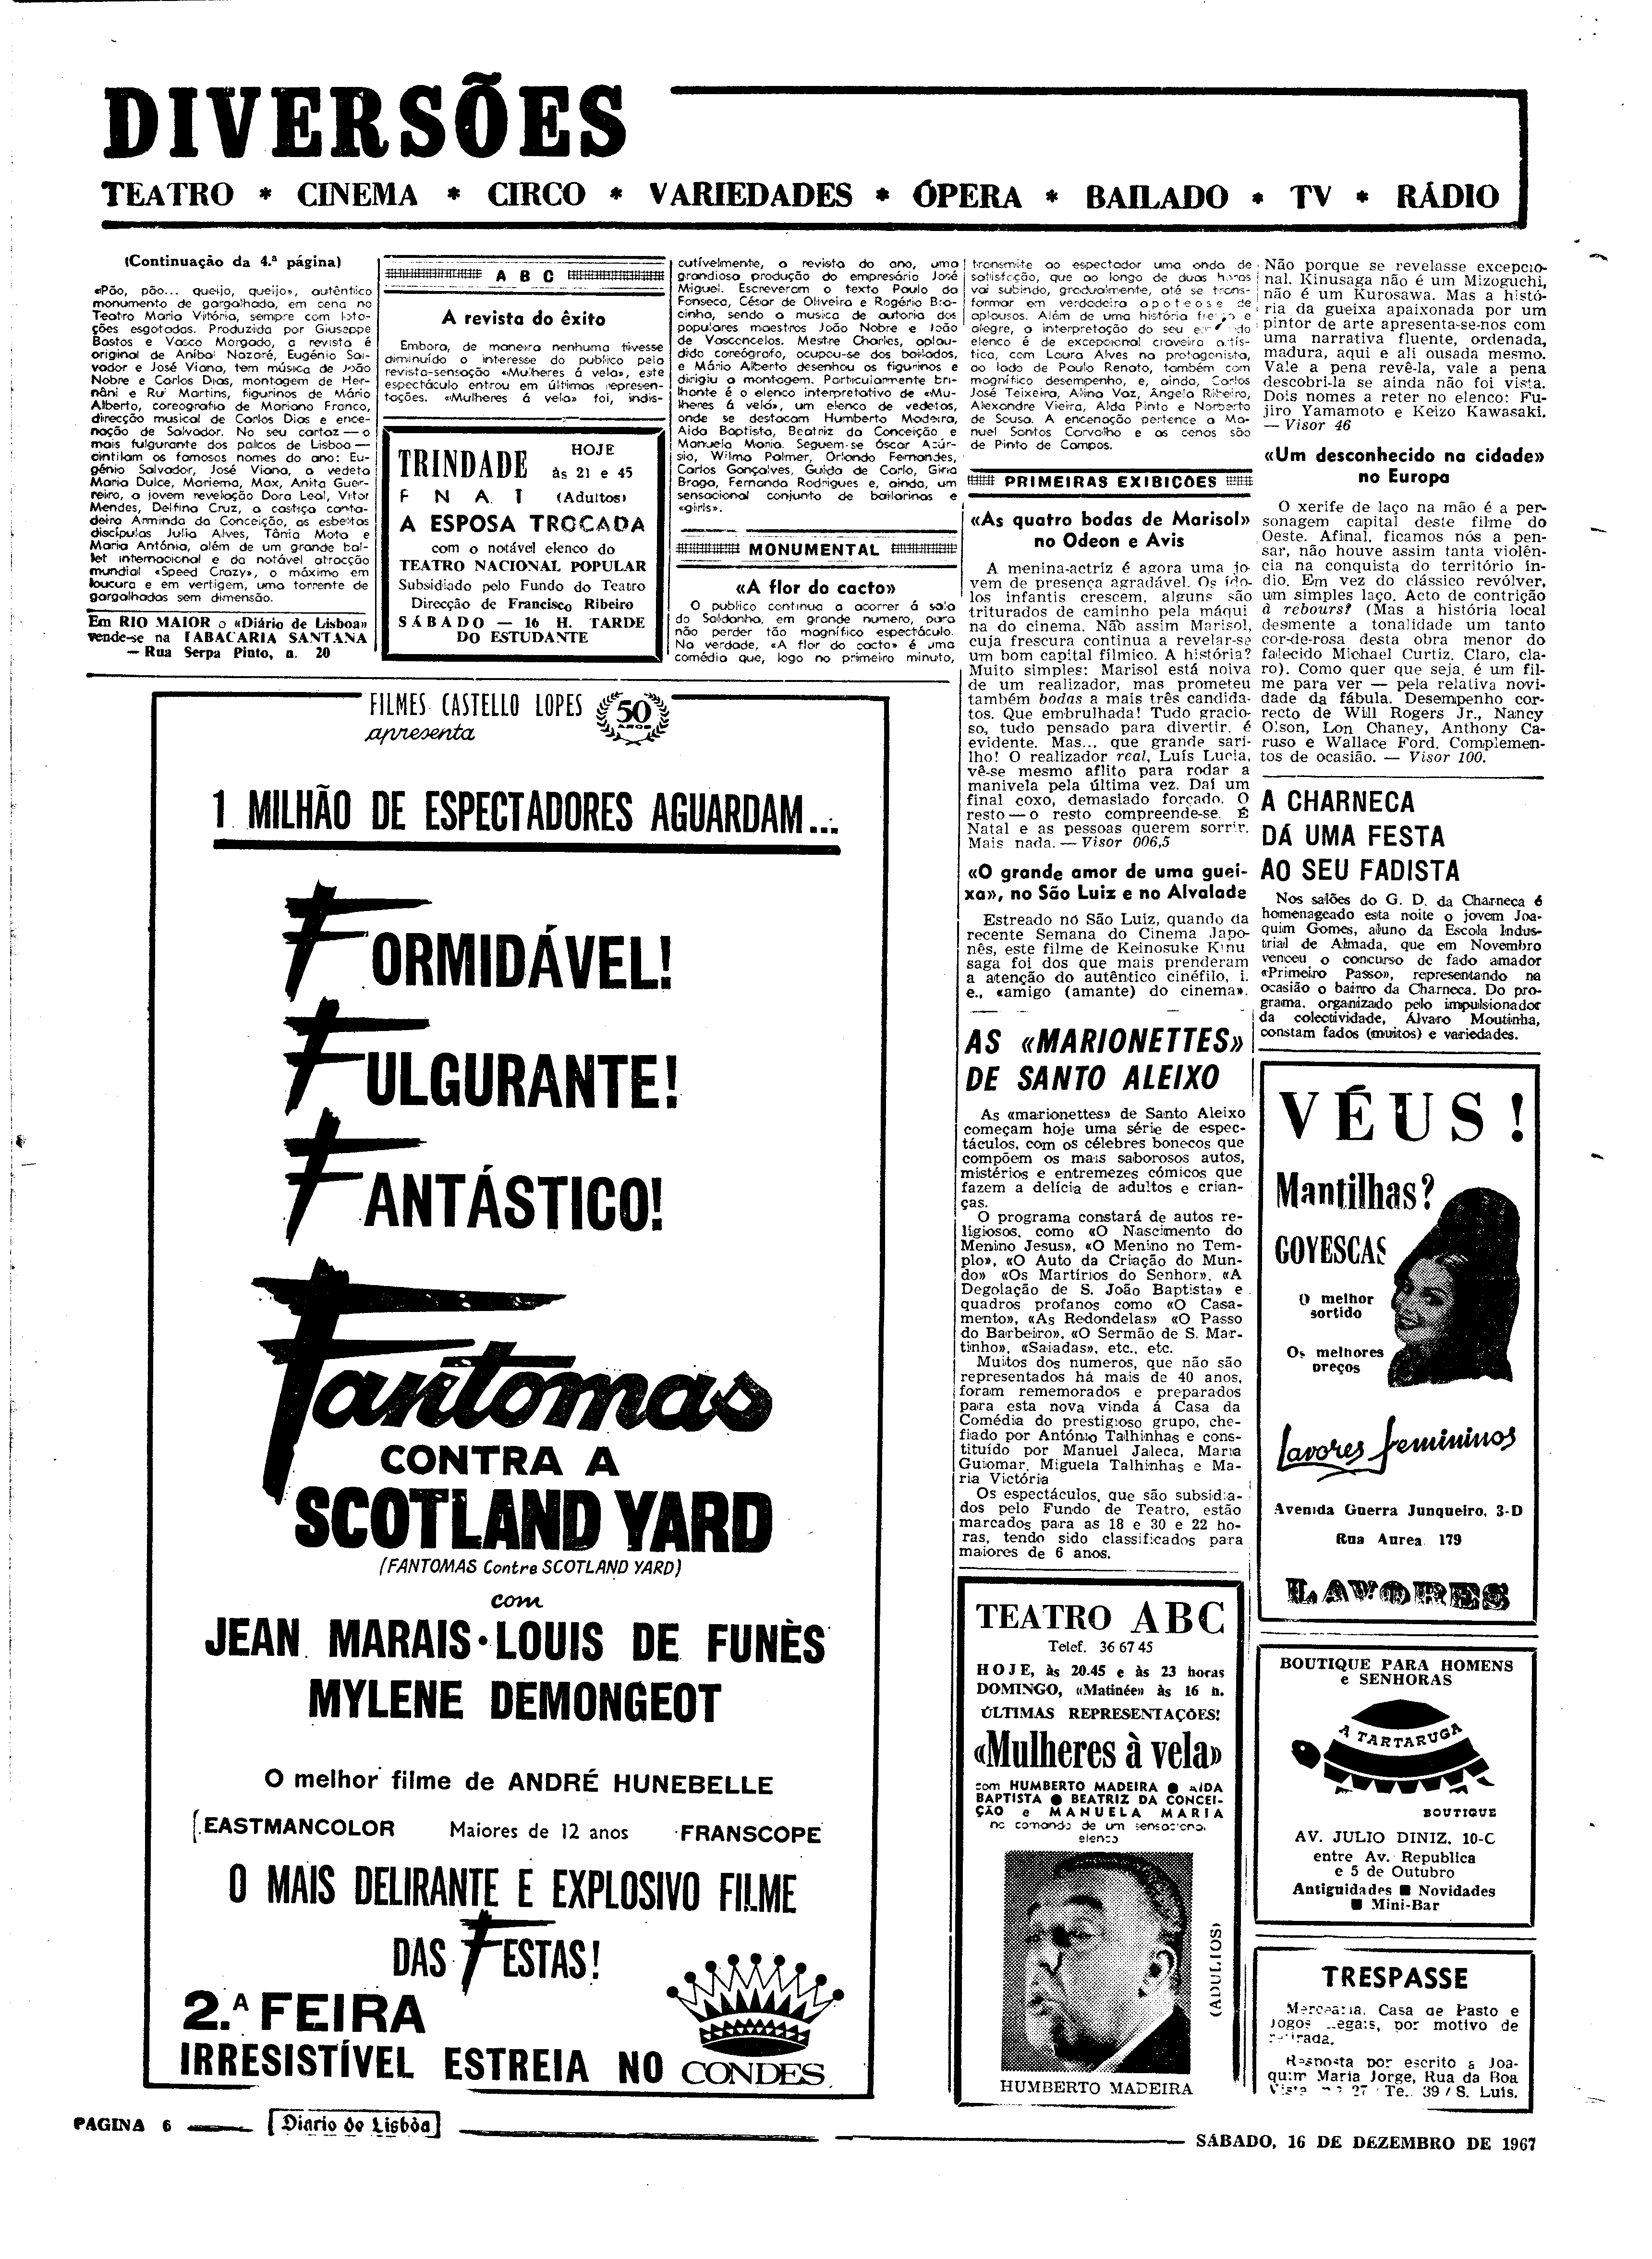 DIVERSÕES
TEATRO * CINEMA * CIRCO * VARIEDADES * ÓPERA * BAILADO * TV * RÁDIO
(Continuação da 4.ª página)
«Pão, pão... queijo, queijo», autêntico
monumento de gargalhada, em cena no
Teatro Maria Vitória, sempre com lota-
ções esgotadas. Produzida por Giuseppe
Bastos e Vasco Morgado, a revista é
original de Aníbal Nazaré, Eugénio Sal-
vador e José Viana, tem música de João
Nobre e Carlos Dias, montagem de Her-
nâni e Rui Martins, figurinos de Mário
Alberto, coreografia de Mariano Franco,
direcção musical de Carlos Dias e ence-
nação de Salvador. No seu cartaz — o
mais fulgurante dos palcos de Lisboa —
cintilam os famosos nomes do ano: Eu-
génio Salvador, José Viana, a vedeta
Maria Dulce, Mariema, Max, Anita Guer-
reiro, a jovem revelação Dora Leal, Vitor
Mendes, Delfina Cruz, a castiça canta-
deira Arminda da Conceição, as esbeltas
discípulas Julia Alves, Tânia Mota e
Maria Antónia, além de um grande bal-
let internacional e da notável atracção
mundial «Speed Crazy», o máximo em
loucura e em vertigem, uma torrente de
gargalhadas sem dimensão.
Em RIO MAIOR o «Diário de Lisboa»
vende-se na TABACARIA SANTANA
— Rua Serpa Pinto, n. 20
A B C
A revista do êxito
Embora, de maneira nenhuma tivesse
diminuído o interesse do publico pela
revista-sensação «Mulheres á vela», este
espectáculo entrou em últimas represen-
tações. «Mulheres á vela» foi, indis-
TRINDADE
HOJE
às 21 e 45
F N A T (Adultos)
A ESPOSA TROCADA
com o notável elenco do
TEATRO NACIONAL POPULAR
Subsidiado pelo Fundo do Teatro
Direcção de Francisco Ribeiro
SÁBADO — 16 H. TARDE
DO ESTUDANTE
cutívelmente, a revista do ano, uma
grandiosa produção do empresário José
Miguel. Escreveram o texto Paulo da
Fonseca, César de Oliveira e Rogério Bra-
cinha, sendo a musica de autoria dos
populares maestros João Nobre e João
de Vasconcelos. Mestre Charles, aplau-
dido coreógrafo, ocupou-se dos bailados,
e Mário Alberto desenhou os figurinos e
dirigiu a montagem. Particularmente bri-
lhante é o elenco interpretativo de «Mu-
lheres á vela», um elenco de vedetas,
onde se destacam Humberto Madeira,
Aida Baptista, Beatriz da Conceição e
Manuela Maria. Seguem-se óscar Acúr-
sio, Wilma Palmer, Orlando Fernandes,
Carlos Gonçalves, Guida de Carlo, Gina
Braga, Fernanda Rodrigues e, ainda, um
sensacional conjunto de bailarinas e
«girls».
MONUMENTAL
«A flor do cacto»
O publico continua a acorrer á sala
do Saldanha, em grande numero, para
não perder tão magnífico espectáculo.
Na verdade, «A flor do cacto» é uma
comédia que, logo no primeiro minuto,
transmite ao espectador uma onda de
satisfação, que ao longo de duas horas
vai subindo, gradualmente, até se trans-
formar em verdadeira apoteose de
aplausos. Além de uma história fresca e
alegre, a interpretação do seu
elenco é de excepcional craveira artís-
tica, com Laura Alves na protagonista,
ao lado de Paulo Renato, também com
magnífico desempenho, e, ainda, Carlos
José Teixeira, Alina Vaz, Ângela Ribeiro,
Alexandre Vieira, Alda Pinto e Norberto
de Sousa. A encenação pertence a Ma-
nuel Santos Carvalho e as cenas são
de Pinto de Campos.
PRIMEIRAS EXIBIÇÕES
«As quatro bodas de Marisol»
no Odeon e Avis
A menina-actriz é agora uma jo-
vem de presença agradável. Os ído-
los infantis crescem, alguns são
triturados de caminho pela máqui
na do cinema. Não assim Marisol,
cuja frescura continua a revelar-se
um bom capital fílmico. A história?
Muito simples: Marisol está noiva
de um realizador, mas prometeu
também bodas a mais três candida-
tos. Que embrulhada! Tudo gracio-
so, tudo pensado para divertir, é
evidente. Mas... que grande sari-
lho! O realizador real, Luís Lucia,
vê-se mesmo aflito para rodar a
manivela pela última vez. Daí um
final coxo, demasiado forçado. O
resto — o resto compreende-se. É
Natal e as pessoas querem sorrir.
Mais nada. — Visor 006,5
«O grande amor de uma guei-
xa», no São Luiz e no Alvalade
Estreado no São Luiz, quando da
recente Semana do Cinema Japo-
nês, este filme de Keinosuke Kinu
saga foi dos que mais prenderam
a atenção do autêntico cinéfilo, i.
e., «amigo (amante) do cinema».
Não porque se revelasse excepcio-
nal. Kinusaga não é um Mizoguchi,
não é um Kurosawa. Mas a histó-
ria da gueixa apaixonada por um
pintor de arte apresenta-se-nos com
uma narrativa fluente, ordenada,
madura, aqui e ali ousada mesmo.
Vale a pena revê-la, vale a pena
descobri-la se ainda não foi vista.
Dois nomes a reter no elenco: Fu-
jiro Yamamoto e Keizo Kawasaki.
— Visor 46
«Um desconhecido na cidade»
no Europa
O xerife de laço na mão é a per-
sonagem capital deste filme do
Oeste. Afinal, ficamos nós a pen-
sar, não houve assim tanta violên-
cia na conquista do território ín-
dio. Em vez do clássico revólver,
um simples laço. Acto de contrição
à rebours? (Mas a história local
desmente a tonalidade um tanto
cor-de-rosa desta obra menor do
falecido Michael Curtiz. Claro, cla-
ro). Como quer que seja, é um fil-
me para ver — pela relativa novi-
dade da fábula. Desempenho cor-
recto de Will Rogers Jr., Nancy
Olson, Lon Chaney, Anthony Ca-
ruso e Wallace Ford. Complemen-
tos de ocasião. — Visor 100.
A CHARNECA
DÁ UMA FESTA
AO SEU FADISTA
Nos salões do G. D. da Charneca é
homenageado esta noite o jovem Joa-
quim Gomes, aluno da Escola Indus-
trial de Almada, que em Novembro
venceu o concurso de fado amador
«Primeiro Passo», representando na
ocasião o bairro da Charneca. Do pro-
grama, organizado pelo impulsionador
da colectividade, Álvaro Moutinha,
constam fados (muitos) e variedades.
FILMES CASTELLO LOPES
50 ANOS
apresenta
1 MILHÃO DE ESPECTADORES AGUARDAM...
FORMIDÁVEL!
FULGURANTE!
FANTÁSTICO!
Fantomas
CONTRA A
SCOTLAND YARD
(FANTOMAS Contre SCOTLAND YARD)
com
JEAN MARAIS · LOUIS DE FUNÈS
MYLENE DEMONGEOT
O melhor filme de ANDRÉ HUNEBELLE
EASTMANCOLOR Maiores de 12 anos FRANSCOPE
O MAIS DELIRANTE E EXPLOSIVO FILME
DAS FESTAS!
2.ª FEIRA
IRRESISTÍVEL ESTREIA NO CONDES
AS «MARIONETTES»
DE SANTO ALEIXO
As «marionettes» de Santo Aleixo
começam hoje uma série de espec-
táculos, com os célebres bonecos que
compõem os mais saborosos autos,
mistérios e entremezes cómicos que
fazem a delícia de adultos e crian-
ças.
O programa constará de autos re-
ligiosos, como «O Nascimento do
Menino Jesus», «O Menino no Tem-
plo», «O Auto da Criação do Mun-
do» «Os Martírios do Senhor», «A
Degolação de S. João Baptista» e
quadros profanos como «O Casa-
mento», «As Redondelas» «O Passo
do Barbeiro», «O Sermão de S. Mar-
tinho», «Saiadas», etc., etc.
Muitos dos numeros, que não são
representados há mais de 40 anos,
foram rememorados e preparados
para esta nova vinda á Casa da
Comédia do prestigioso grupo, che-
fiado por António Talhinhas e cons-
tituído por Manuel Jaleca, Maria
Guiomar, Miguela Talhinhas e Ma-
ria Victória
Os espectáculos, que são subsidia-
dos pelo Fundo de Teatro, estão
marcados para as 18 e 30 e 22 ho-
ras, tendo sido classificados para
maiores de 6 anos.
TEATRO ABC
Telef. 36 67 45
HOJE, às 20.45 e às 23 horas
DOMINGO, «Matinée» às 16 h.
ÚLTIMAS REPRESENTAÇÕES!
«Mulheres à vela»
com HUMBERTO MADEIRA ● AIDA
BAPTISTA ● BEATRIZ DA CONCEI-
ÇÃO e MANUELA MARIA
no comando de um sensacional
elenco
(ADULTOS)
HUMBERTO MADEIRA
VÉUS!
Mantilhas?
GOYESCAS
O melhor
sortido
Os melhores
preços
Lavores femininos
Avenida Guerra Junqueiro, 3-D
Rua Aurea 179
LAVORES
BOUTIQUE PARA HOMENS
e SENHORAS
A TARTARUGA
BOUTIQUE
AV. JULIO DINIZ, 10-C
entre Av. Republica
e 5 de Outubro
Antiguidades ■ Novidades
■ Mini-Bar
TRESPASSE
Mercearia, Casa de Pasto e
Jogos Legais, por motivo de
retirada.
Resposta por escrito a Joa-
quim Maria Jorge, Rua da Boa
Vista 27 39 / S. Luís.
PAGINA 6
Diario de Lisbôa
SÁBADO, 16 DE DEZEMBRO DE 1967